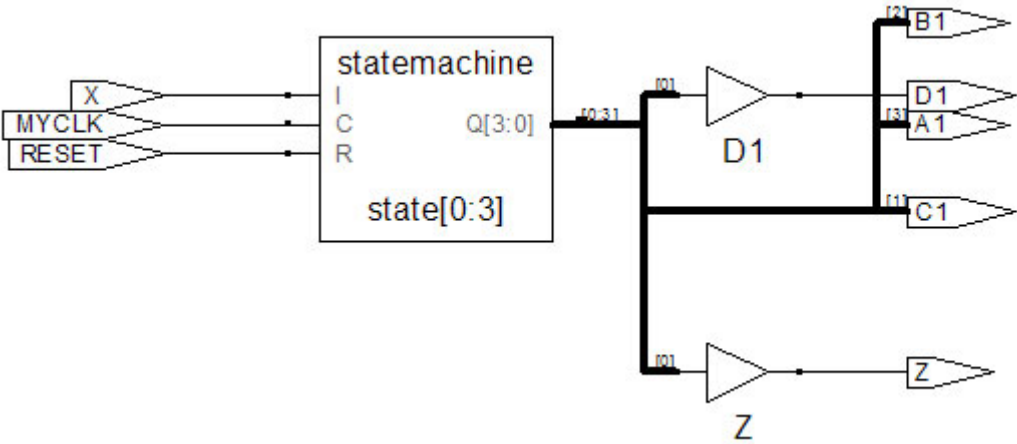 [2]
B1
statemachine
X
I
[0]
D1
MYCLK
C
Q[3:0]
[0:3]
[3]
A1
RESET
R
D1
state[0:3]
[1]
C1
[0]
Z
Z